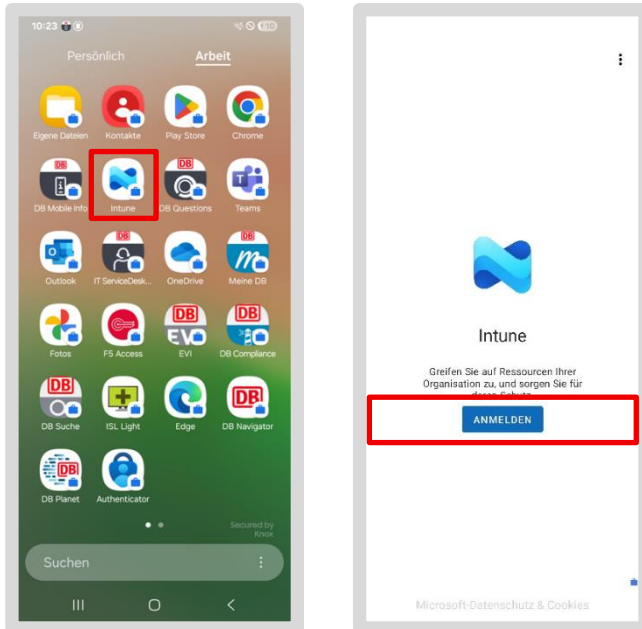 10:23
Persönlich Arbeit
Eigene Dateien Kontakte Play Store Chrome
DB DB
DB Mobile Info Intune DB Questions Teams
DB DB
Outlook IT ServiceDesk... OneDrive Meine DB
DB DB
EVI
Fotos F5 Access EVI DB Compliance
DB DB
DB Suche ISL Light Edge DB Navigator
DB
DB Planet Authenticator
Secured by
Knox
Suchen
Intune
Greifen Sie auf Ressourcen Ihrer
Organisation zu, und sorgen Sie für
deren Schutz.
ANMELDEN
Microsoft-Datenschutz & Cookies